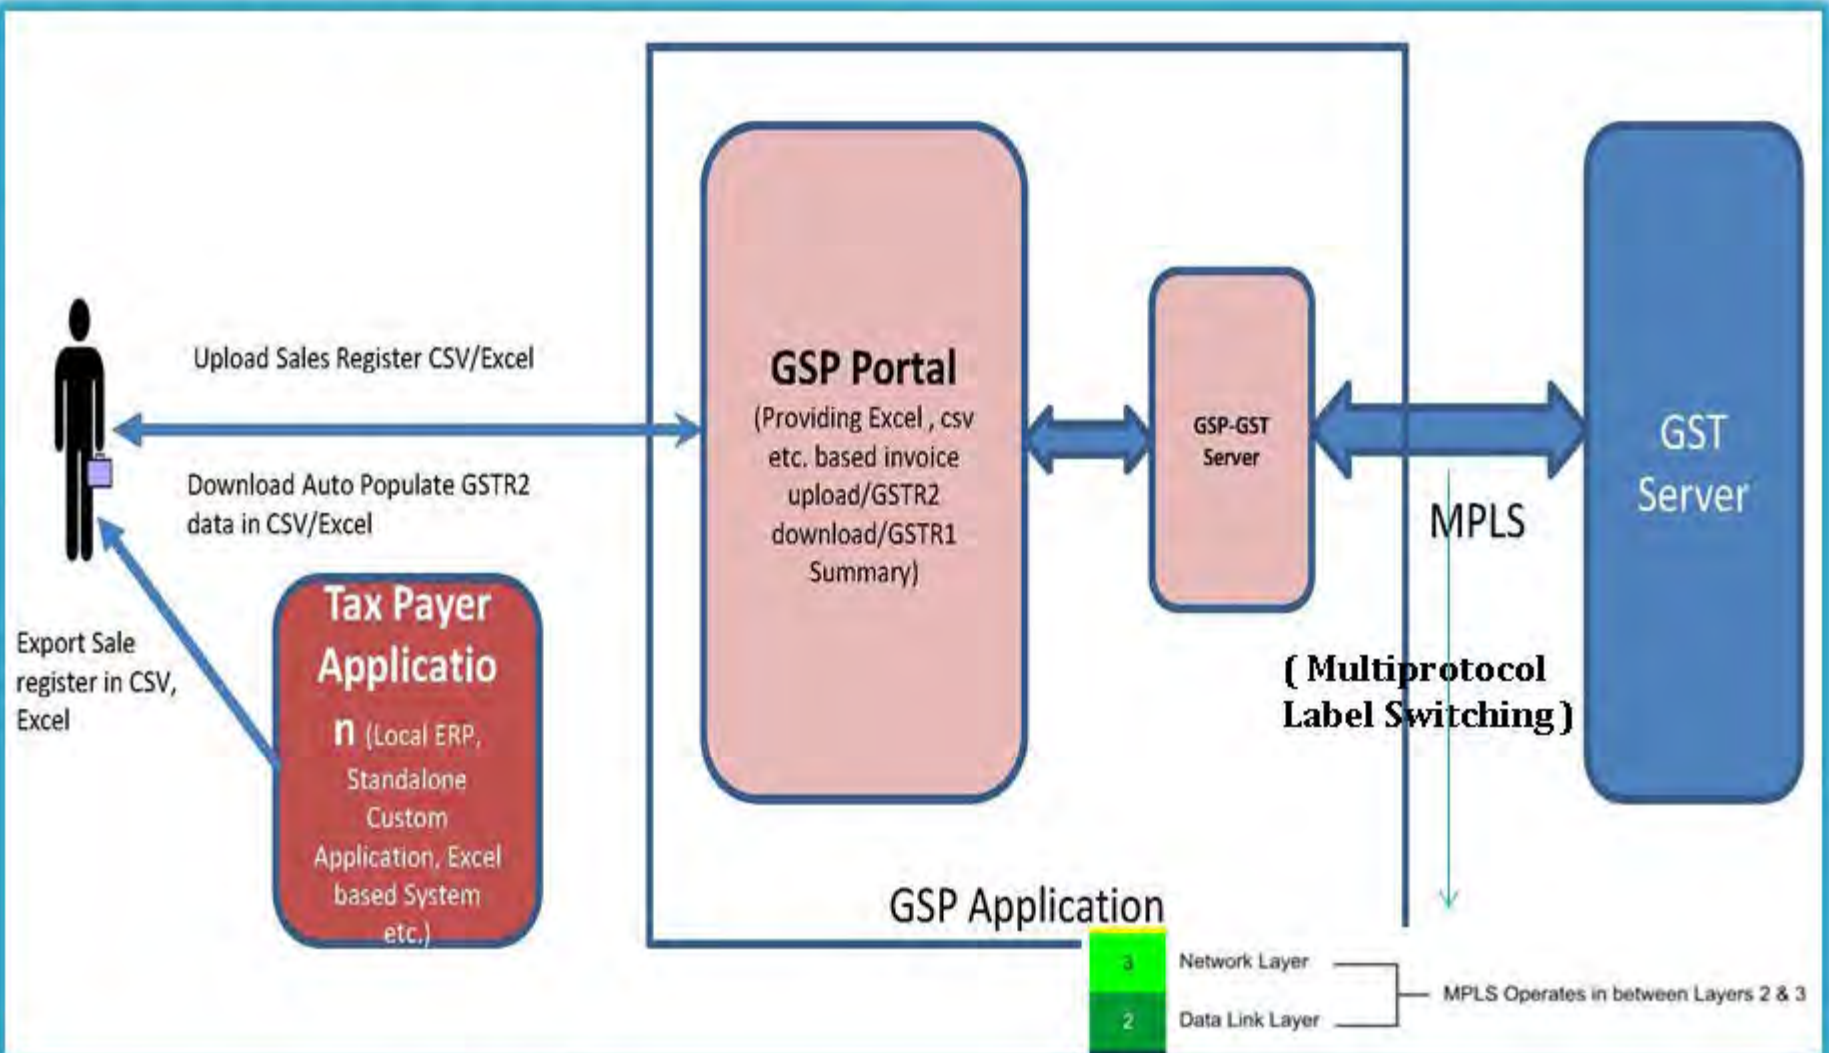 Upload Sales Register CSV/Excel
Download Auto Populate GSTR2
data in CSV/Excel
Export Sale
register in CSV,
Excel
Tax Payer
Applicatio
n (Local ERP,
Standalone
Custom
Application, Excel
based System
etc.)
GSP Portal
(Providing Excel , csv
etc. based invoice
upload/GSTR2
download/GSTR1
Summary)
GSP-GST
Server
GST
Server
MPLS
( Multiprotocol
Label Switching )
GSP Application
3 Network Layer
2 Data Link Layer
MPLS Operates in between Layers 2 & 3